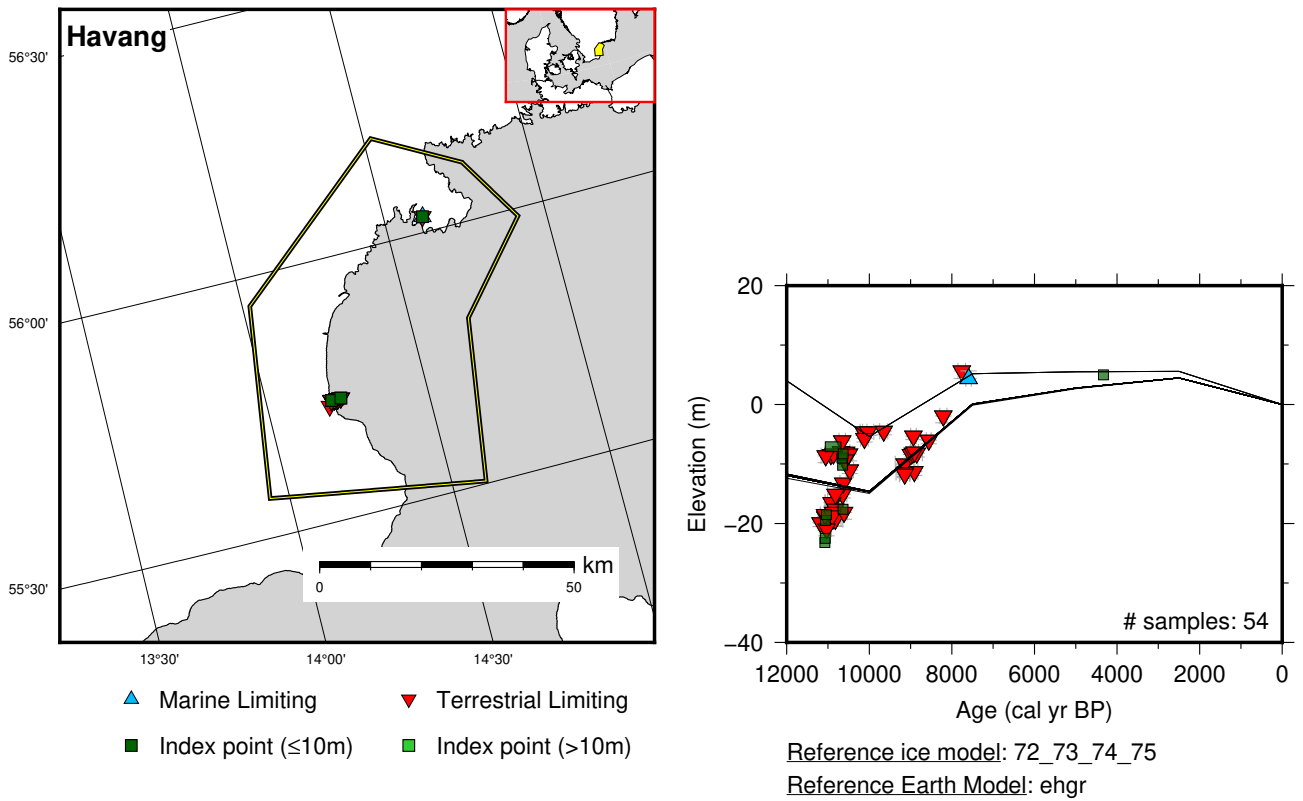 Havang
56°30'
56°00'
55°30'
13°30'
14°00'
14°30'
km
0
50
Marine Limiting
Terrestrial Limiting
Index point (≤10m)
Index point (>10m)
20
0
−20
−40
Elevation (m)
# samples: 54
12000 10000 8000 6000 4000 2000 0
Age (cal yr BP)
Reference ice model: 72_73_74_75
Reference Earth Model: ehgr